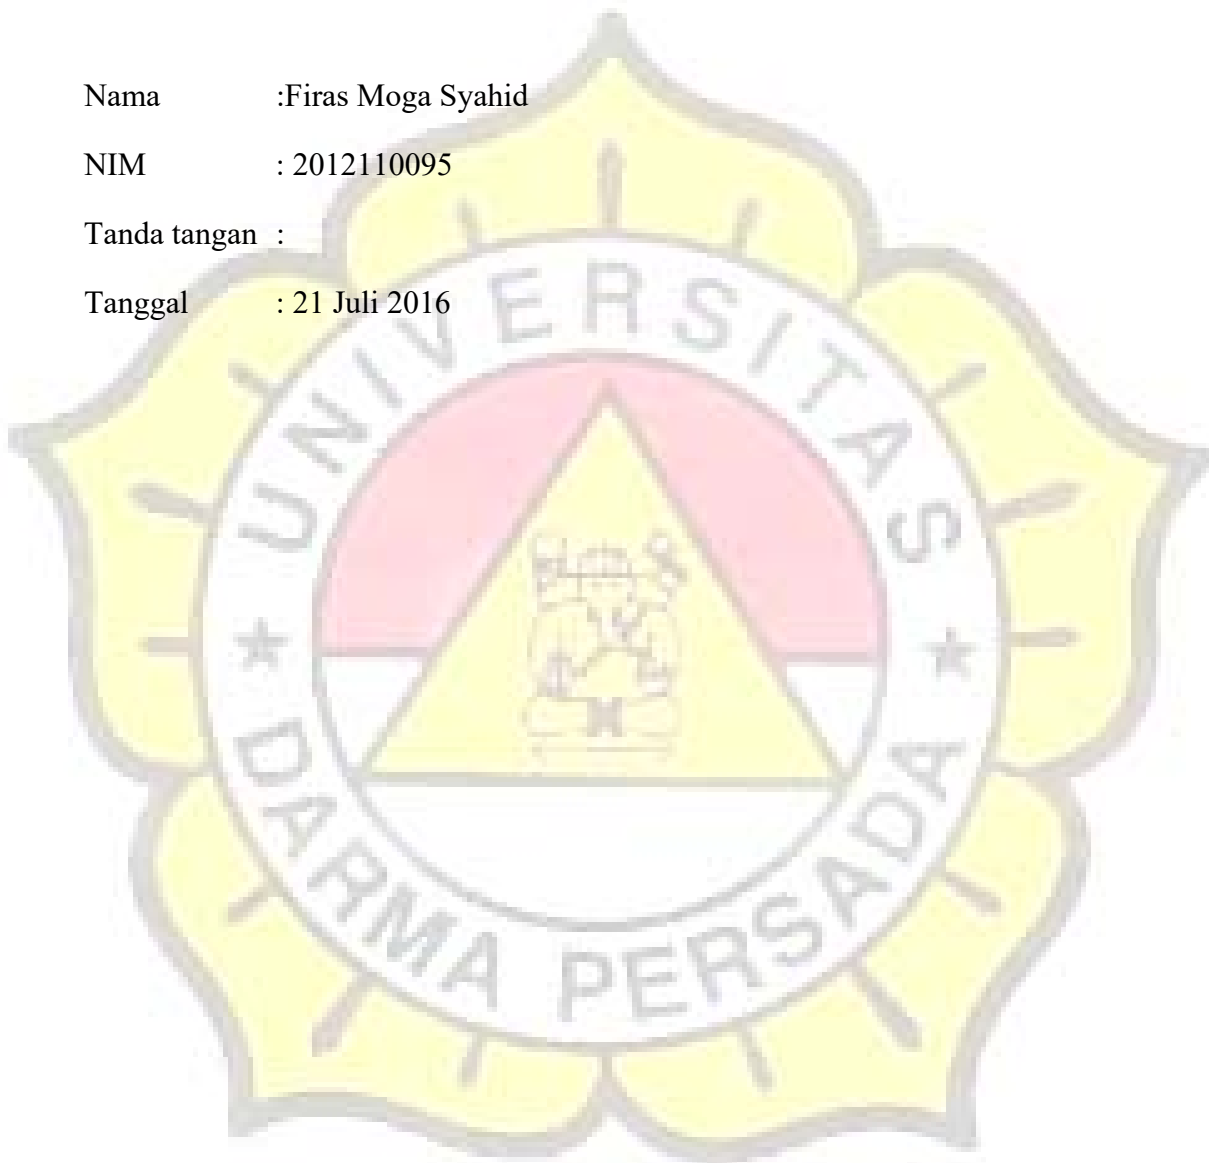 Nama :Firas Moga Syahid
NIM : 2012110095
Tanda tangan :
Tanggal : 21 Juli 2016
UNIVERSITAS
DARMA PERSADA